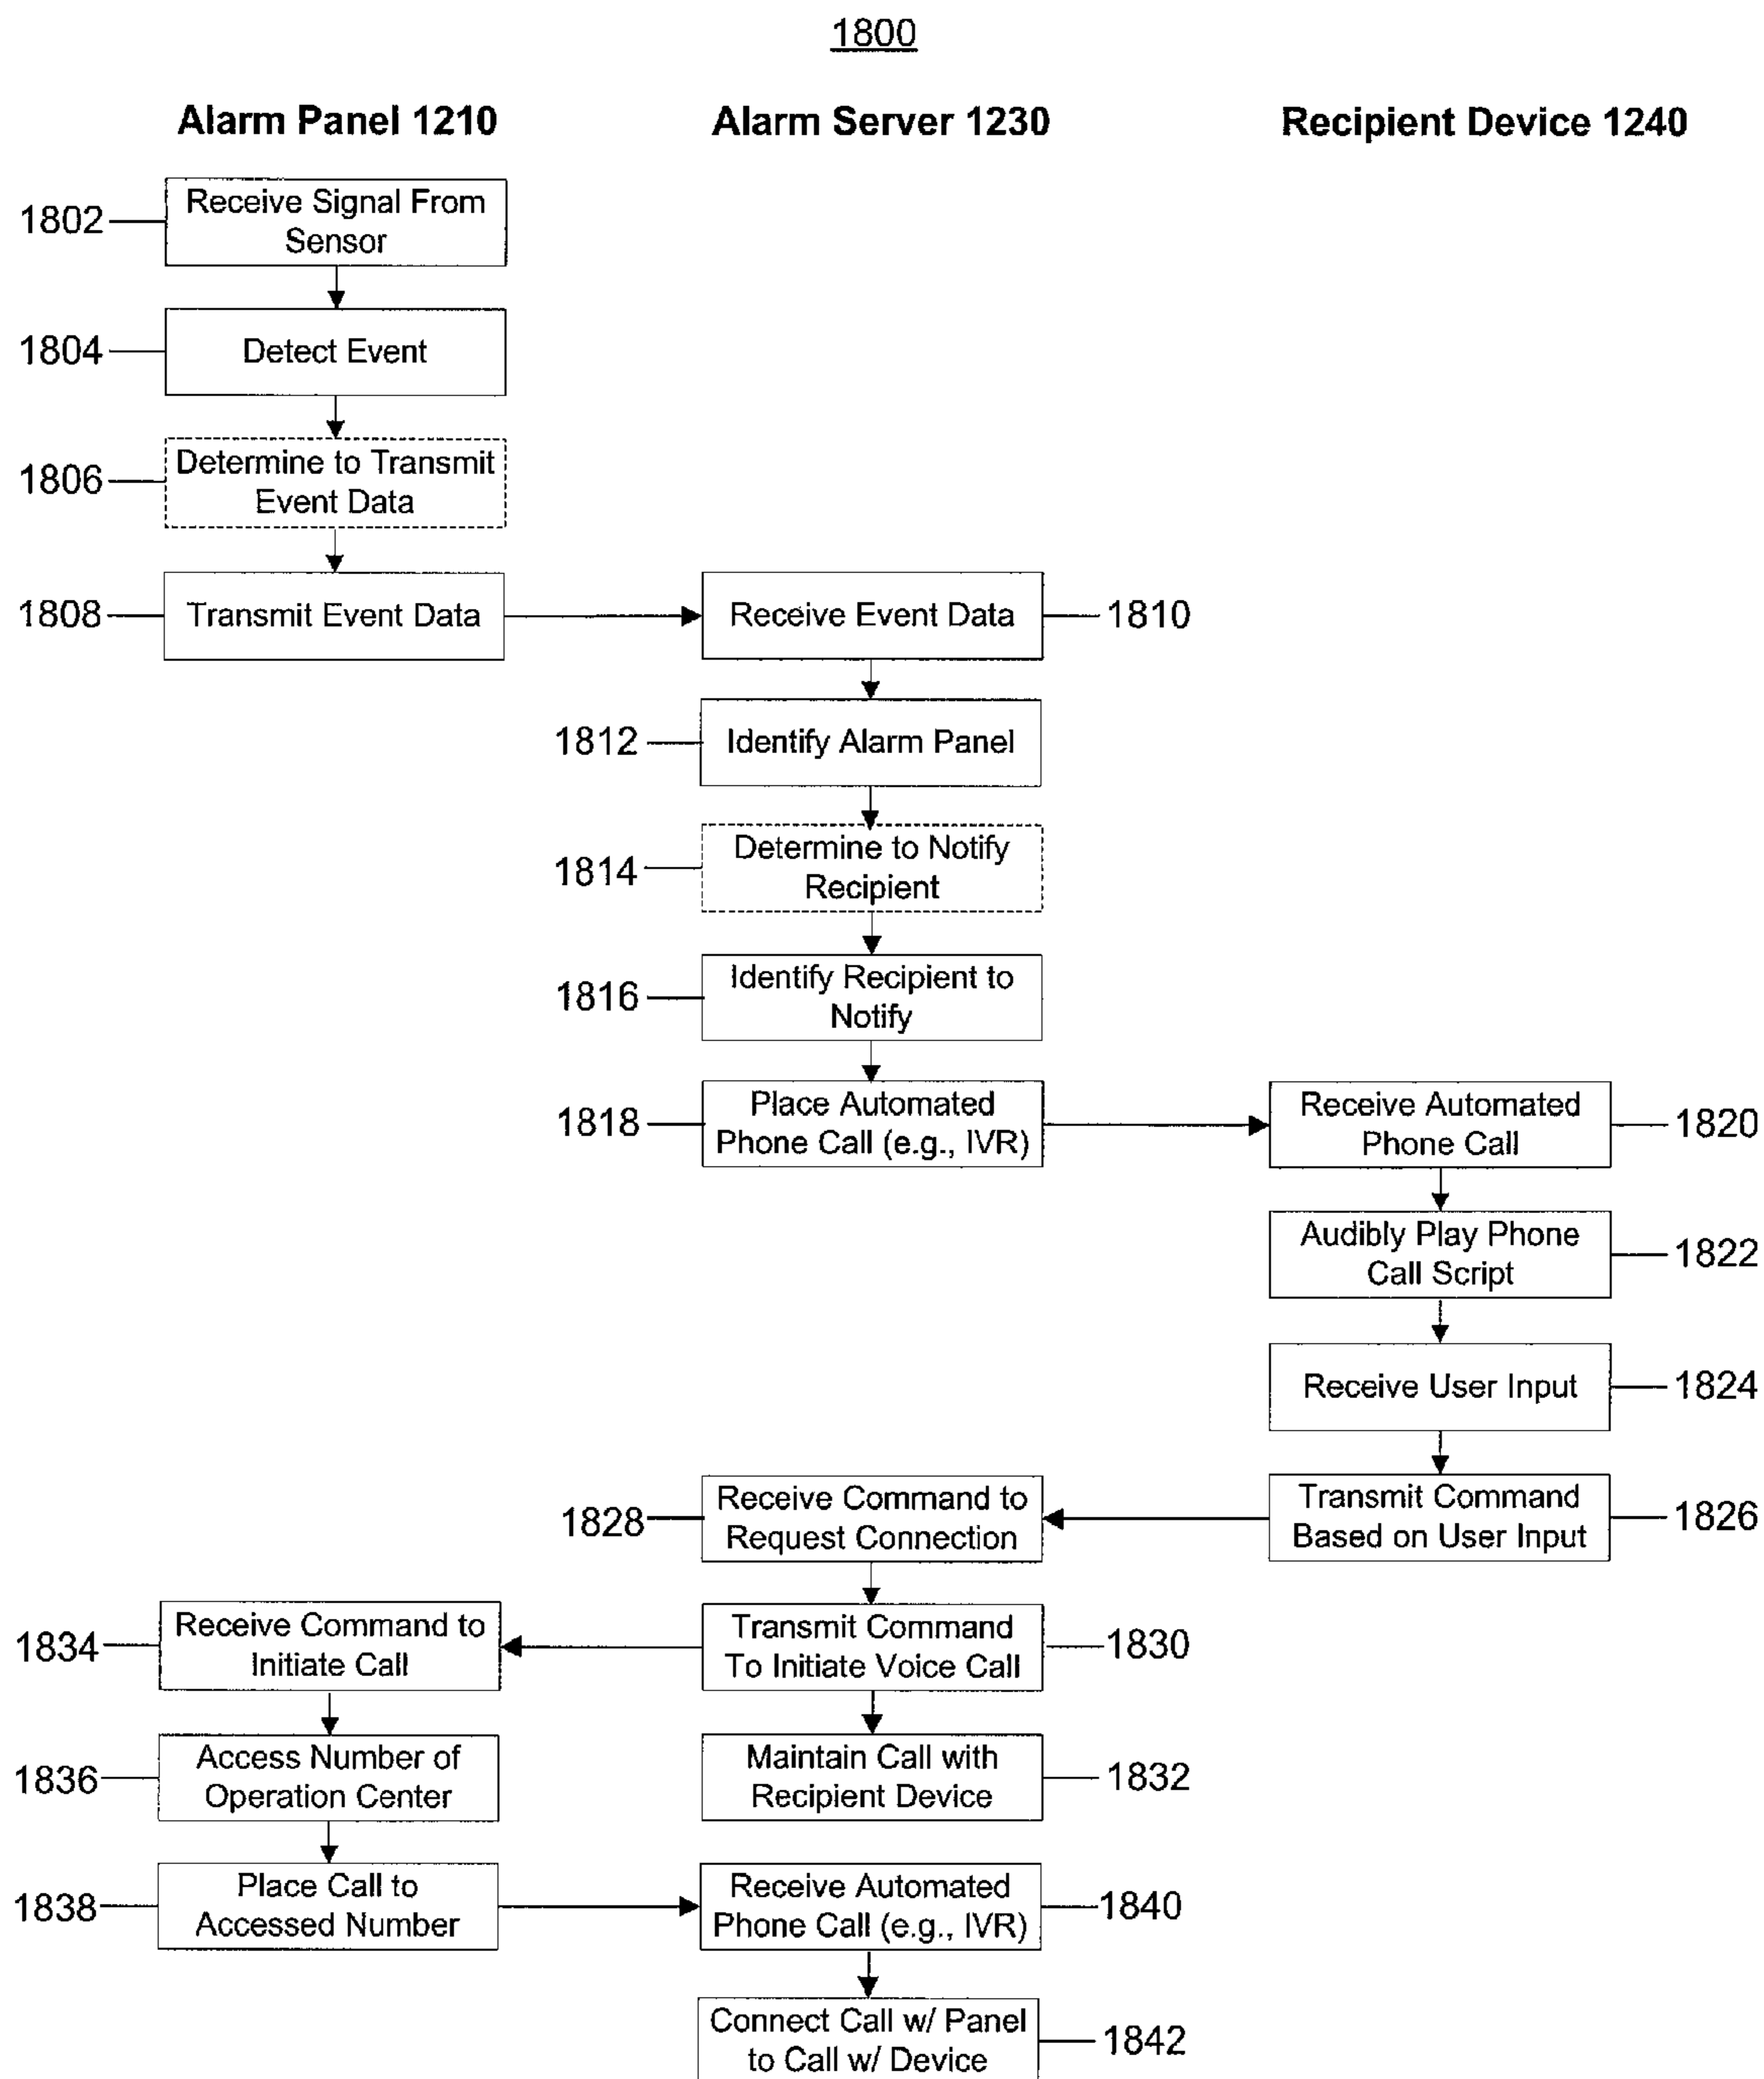 1800
Alarm Panel 1210
Alarm Server 1230
Recipient Device 1240
1802
Receive Signal From
Sensor
1804
Detect Event
1806
Determine to Transmit
Event Data
1808
Transmit Event Data
Receive Event Data
1810
1812
Identify Alarm Panel
1814
Determine to Notify
Recipient
1816
Identify Recipient to
Notify
1818
Place Automated
Phone Call (e.g., IVR)
Receive Automated
Phone Call
1820
Audibly Play Phone
Call Script
1822
Receive User Input
1824
Transmit Command
Based on User Input
1826
1828
Receive Command to
Request Connection
Transmit Command
To Initiate Voice Call
1830
1834
Receive Command to
Initiate Call
Maintain Call with
Recipient Device
1832
1836
Access Number of
Operation Center
1838
Place Call to
Accessed Number
Receive Automated
Phone Call (e.g., IVR)
1840
Connect Call w/ Panel
to Call w/ Device
1842